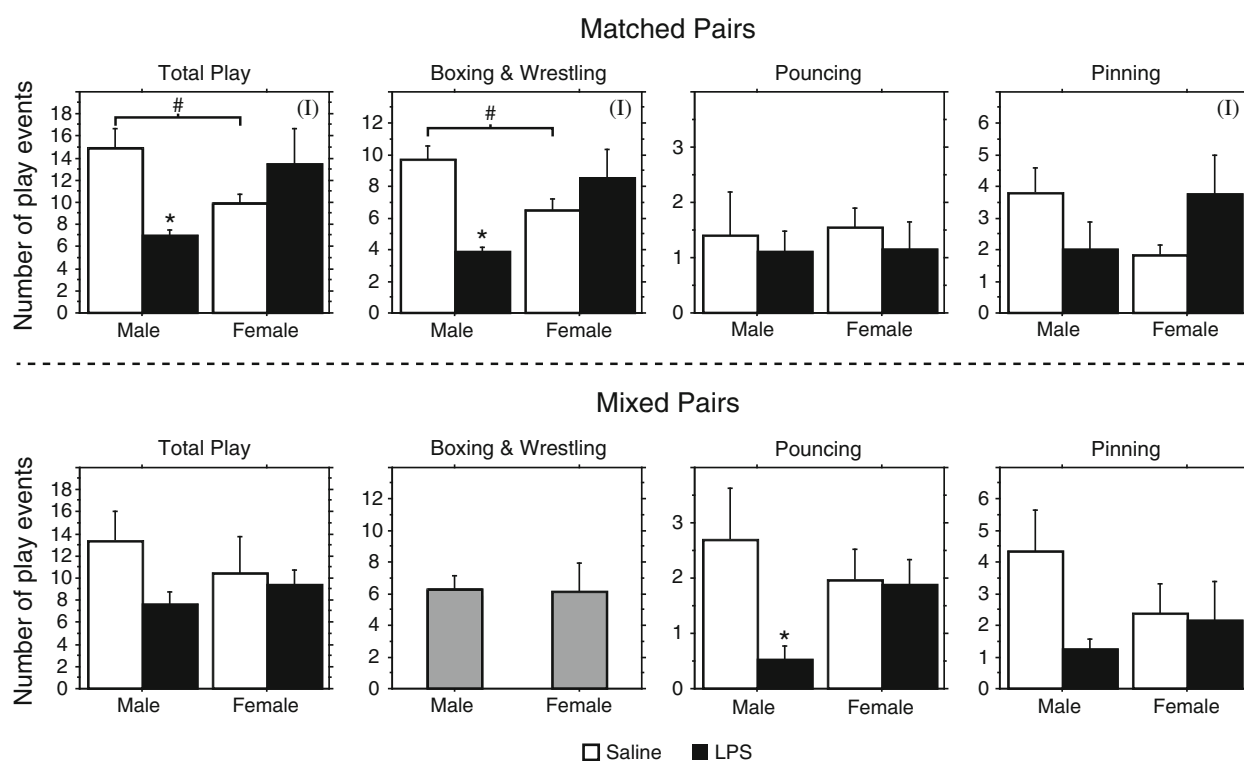 Matched Pairs
Total Play
Boxing & Wrestling
Pouncing
Pinning
Number of play events
18
16
14
12
10
8
6
4
2
0
#
(I)
*
Male
Female
12
10
8
6
4
2
0
#
(I)
*
Male
Female
3
2
1
0
Male
Female
6
5
4
3
2
1
0
(I)
Male
Female
Mixed Pairs
Total Play
Boxing & Wrestling
Pouncing
Pinning
Number of play events
18
16
14
12
10
8
6
4
2
0
Male
Female
12
10
8
6
4
2
0
Male
Female
3
2
1
0
*
Male
Female
6
5
4
3
2
1
0
Male
Female
Saline
LPS